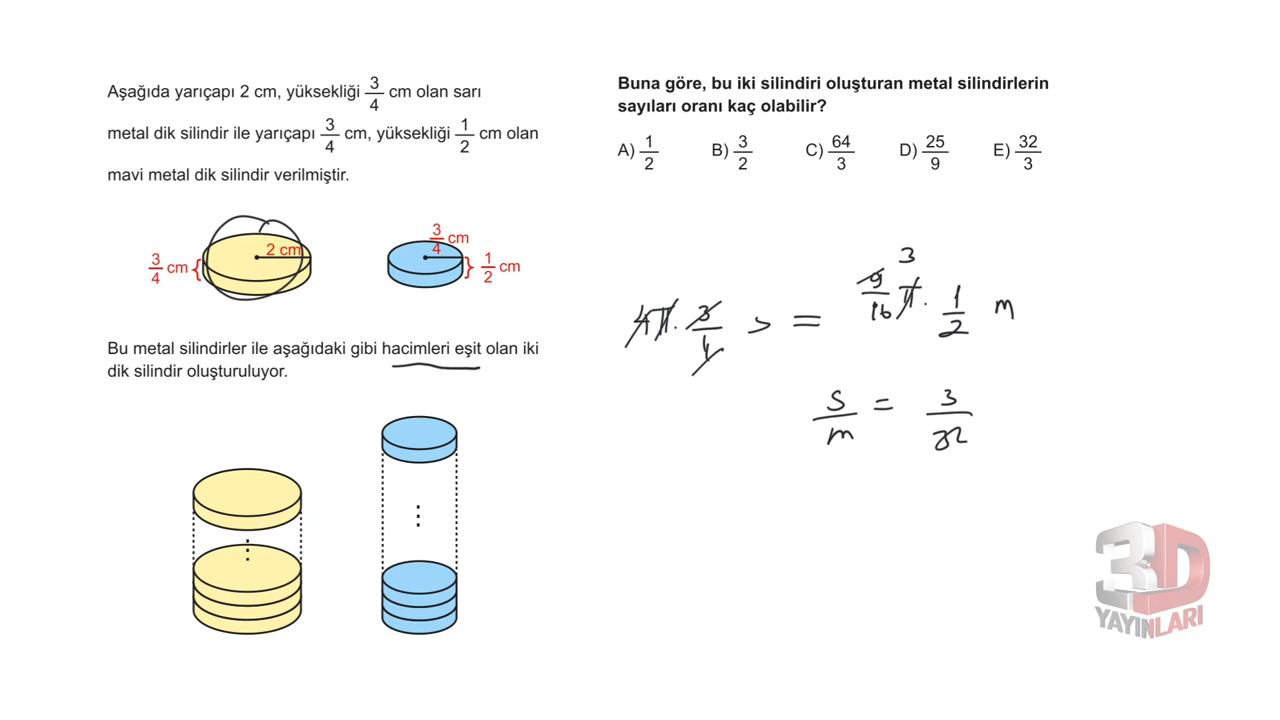 Aşağıda yarıçapı 2 cm, yüksekliği 3/4 cm olan sarı
metal dik silindir ile yarıçapı 3/4 cm, yüksekliği 1/2 cm olan
mavi metal dik silindir verilmiştir.
3/4 cm
2 cm
3/4 cm
1/2 cm
Bu metal silindirler ile aşağıdaki gibi hacimleri eşit olan iki
dik silindir oluşturuluyor.
Buna göre, bu iki silindiri oluşturan metal silindirlerin
sayıları oranı kaç olabilir?
A) 1/2 B) 3/2 C) 64/3 D) 25/9 E) 32/3
3
4π · 3/4 s = 9/16 π · 1/2 m
s/m = 3/32
3D
YAYINLARI